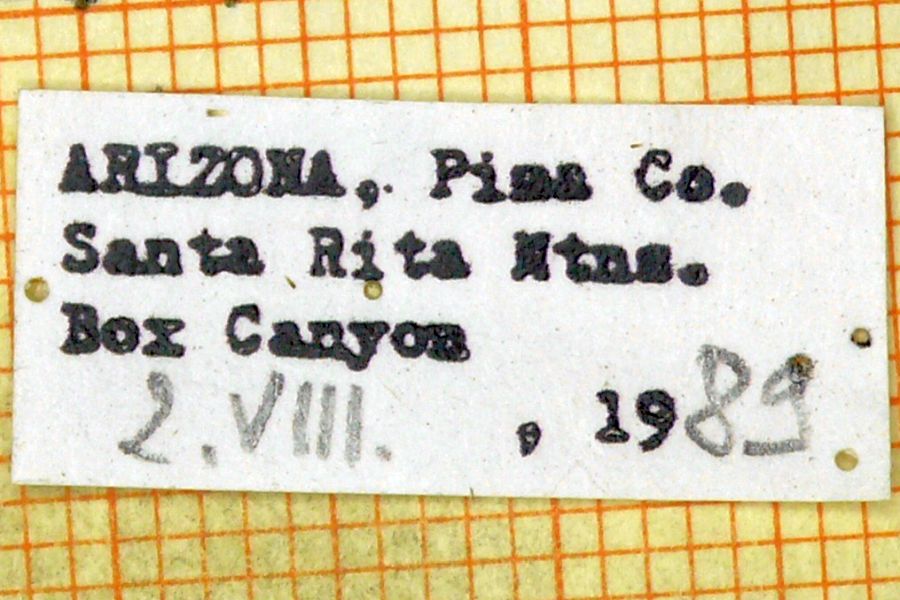 ARIZONA, Pima Co.
Santa Rita Mtns.
Box Canyon
2.VIII. , 1989